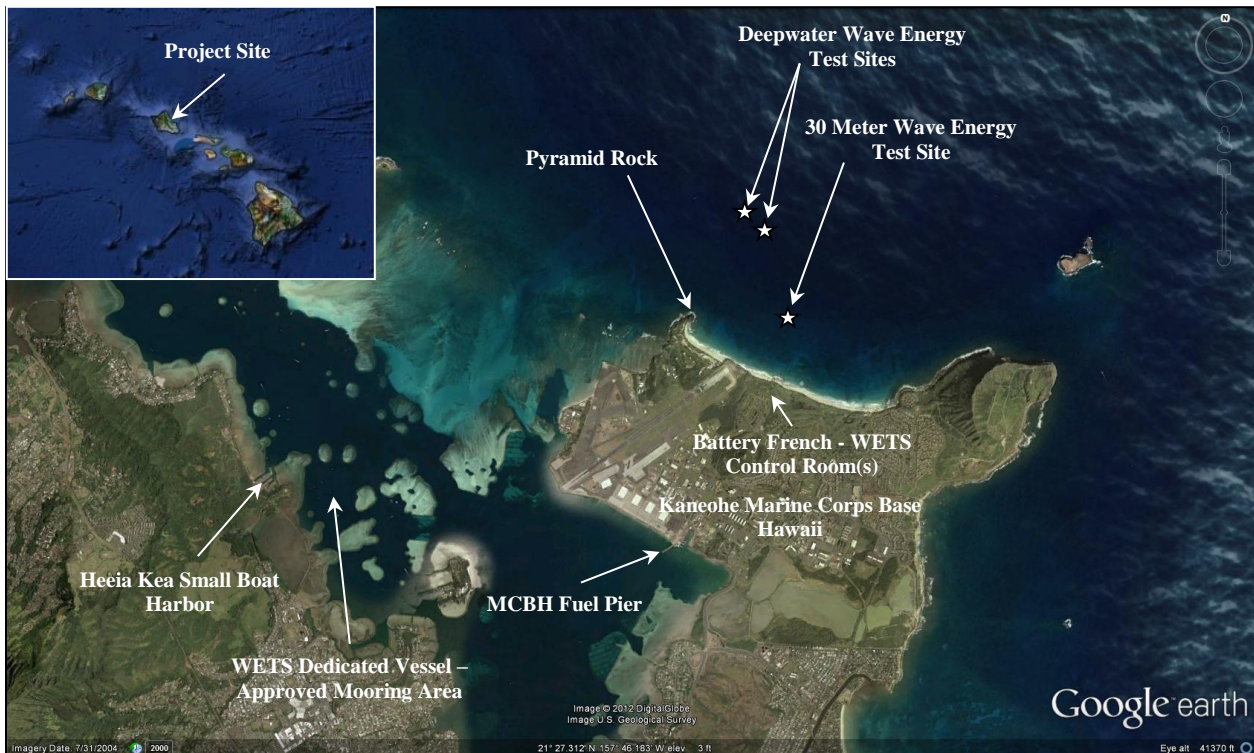 Project Site
Deepwater Wave Energy
Test Sites
30 Meter Wave Energy
Test Site
Pyramid Rock
N
Battery French - WETS
Control Room(s)
Kaneohe Marine Corps Base
Hawaii
Heeia Kea Small Boat
Harbor
MCBH Fuel Pier
WETS Dedicated Vessel –
Approved Mooring Area
Image © 2012 DigitalGlobe
Image U.S. Geological Survey
Google earth
Imagery Date: 7/31/2004
2000
21° 27.312' N 157° 46.183' W elev 3 ft
Eye alt 41370 ft